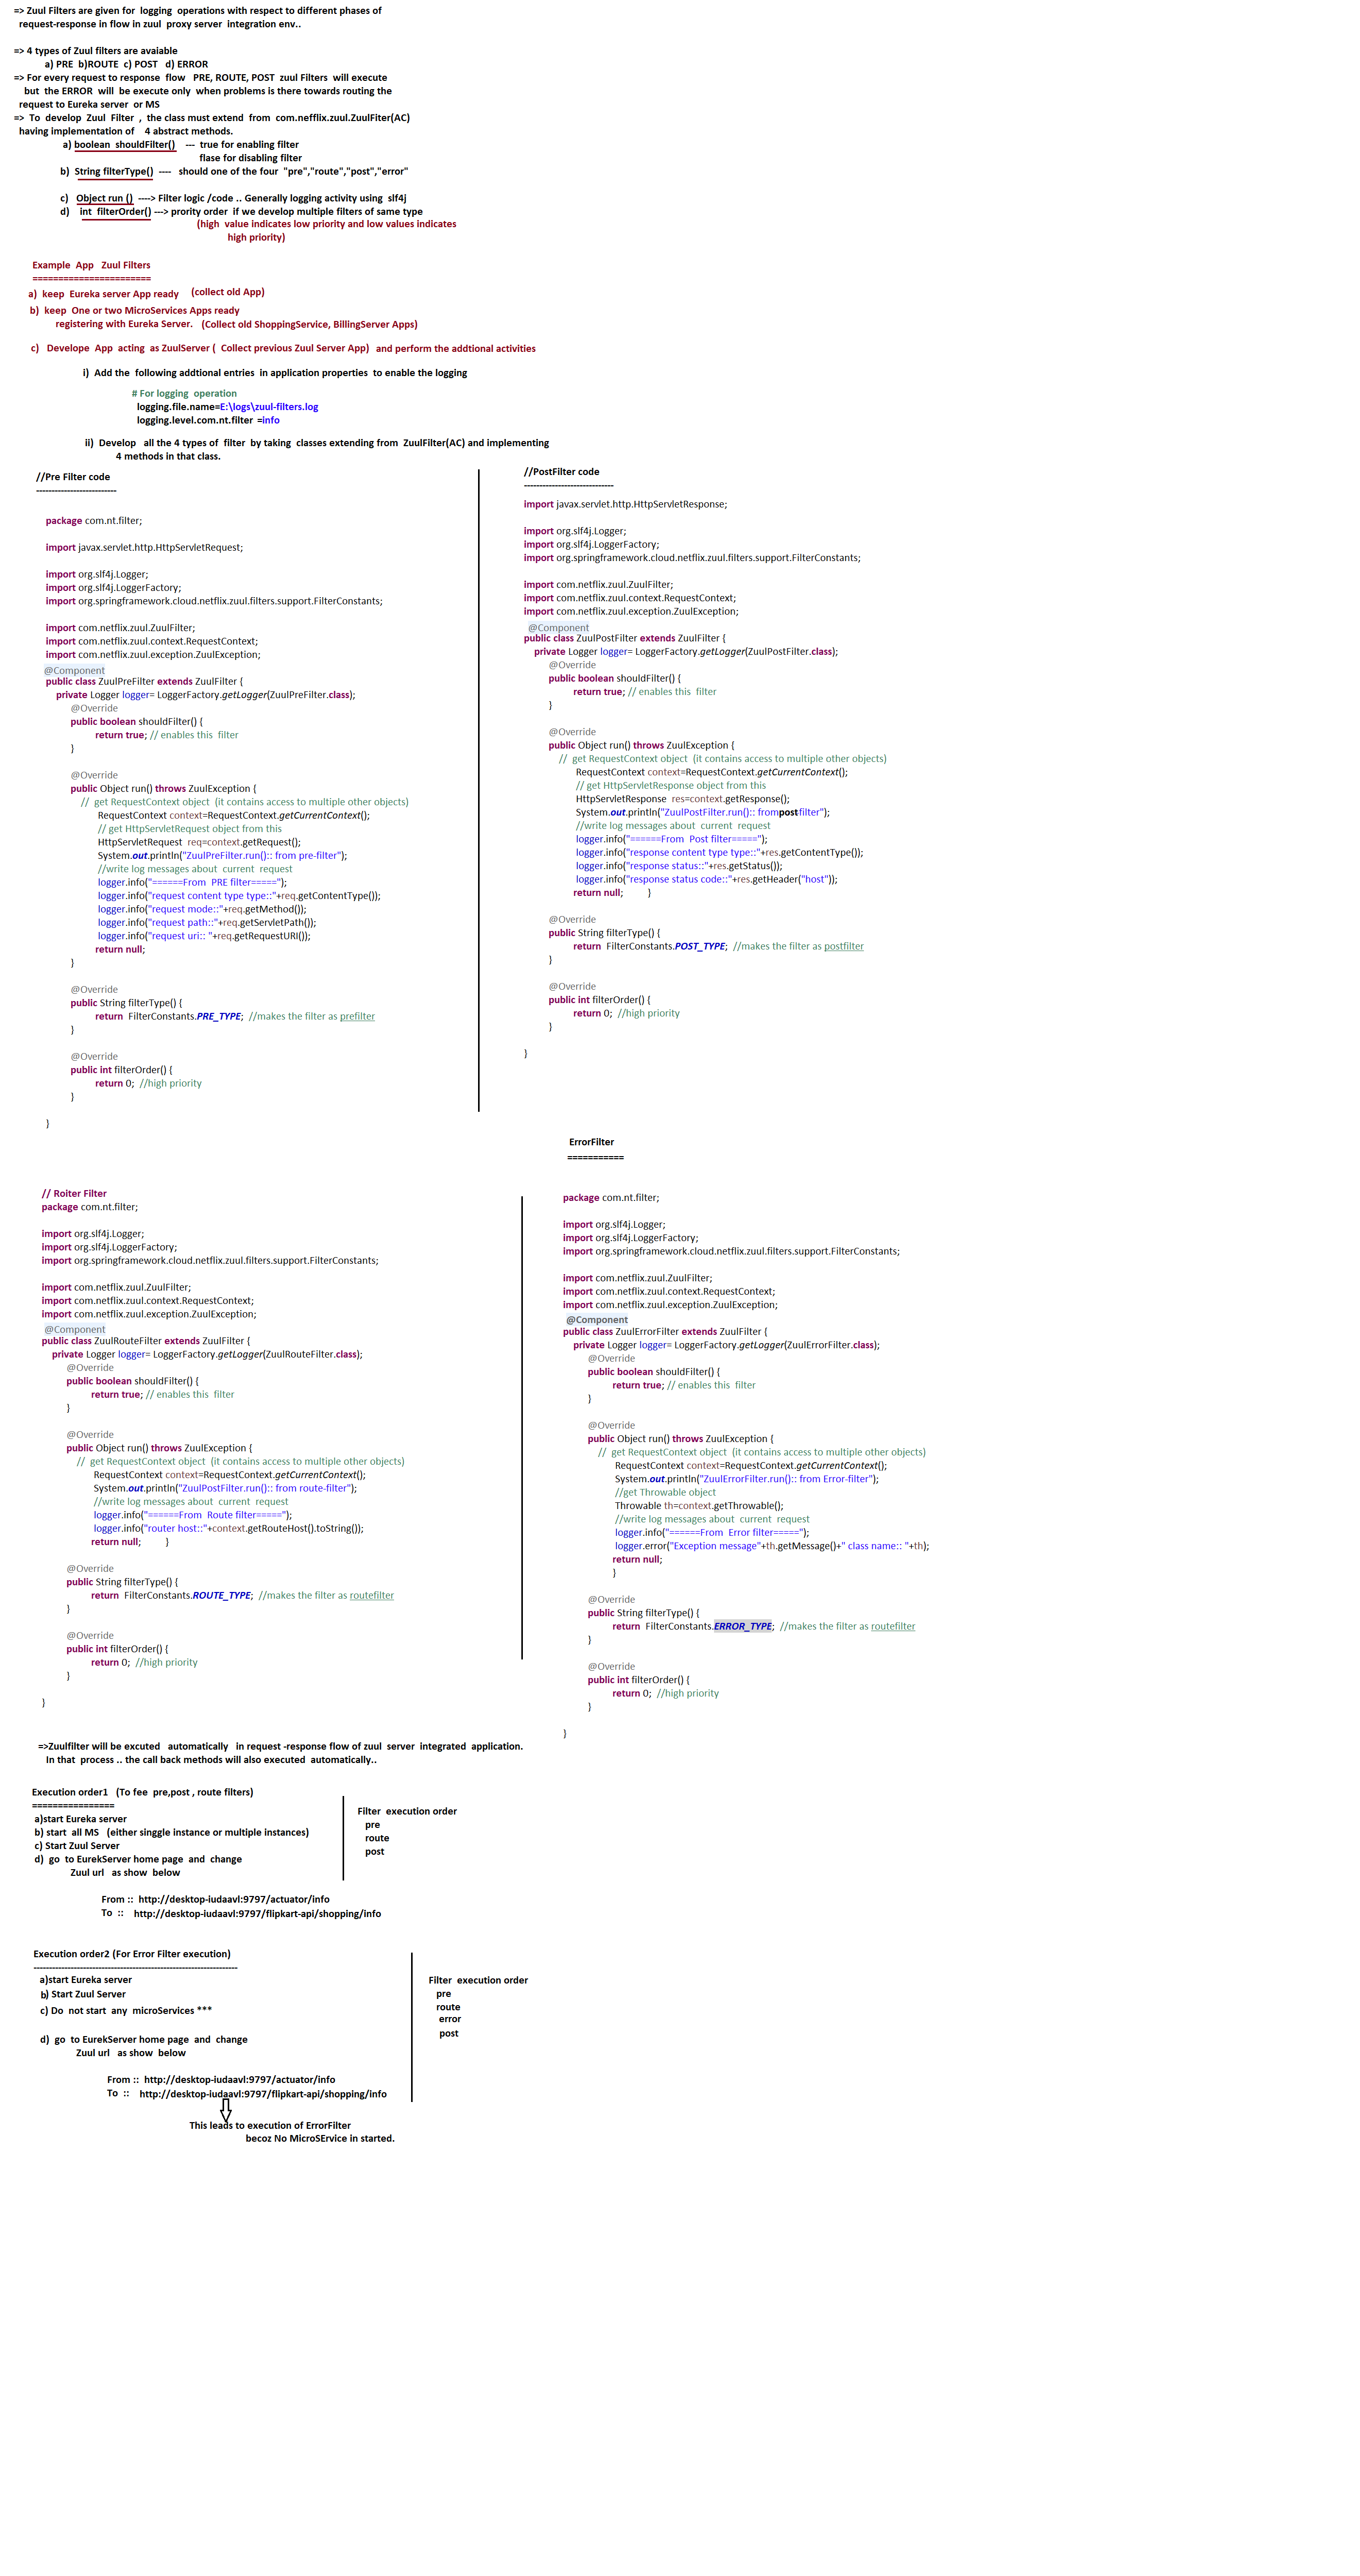 => Zuul Filters are given for logging operations with respect to different phases of
request-response in flow in zuul proxy server integration env..
=> 4 types of Zuul filters are avaiable
a) PRE b)ROUTE c) POST d) ERROR
=> For every request to response flow PRE, ROUTE, POST zuul Filters will execute
but the ERROR will be execute only when problems is there towards routing the
request to Eureka server or MS
=> To develop Zuul Filter , the class must extend from com.nefflix.zuul.ZuulFiter(AC)
having implementation of 4 abstract methods.
a) boolean shouldFilter() --- true for enabling filter
flase for disabling filter
b) String filterType() ---- should one of the four "pre","route","post","error"
c) Object run () ----> Filter logic /code .. Generally logging activity using slf4j
d) int filterOrder() ---> prority order if we develop multiple filters of same type
(high value indicates low priority and low values indicates
high priority)
Example App Zuul Filters
=======================
a) keep Eureka server App ready (collect old App)
b) keep One or two MicroServices Apps ready
registering with Eureka Server. (Collect old ShoppingService, BillingServer Apps)
c) Develope App acting as ZuulServer ( Collect previous Zuul Server App) and perform the addtional activities
i) Add the following addtional entries in application properties to enable the logging
# For logging operation
logging.file.name=E:\logs\zuul-filters.log
logging.level.com.nt.filter =info
ii) Develop all the 4 types of filter by taking classes extending from ZuulFilter(AC) and implementing
4 methods in that class.
//Pre Filter code
--------------------------
package com.nt.filter;
import javax.servlet.http.HttpServletRequest;
import org.slf4j.Logger;
import org.slf4j.LoggerFactory;
import org.springframework.cloud.netflix.zuul.filters.support.FilterConstants;
import com.netflix.zuul.ZuulFilter;
import com.netflix.zuul.context.RequestContext;
import com.netflix.zuul.exception.ZuulException;
@Component
public class ZuulPreFilter extends ZuulFilter {
private Logger logger= LoggerFactory.getLogger(ZuulPreFilter.class);
@Override
public boolean shouldFilter() {
return true; // enables this filter
}
@Override
public Object run() throws ZuulException {
// get RequestContext object (it contains access to multiple other objects)
RequestContext context=RequestContext.getCurrentContext();
// get HttpServletRequest object from this
HttpServletRequest req=context.getRequest();
System.out.println("ZuulPreFilter.run():: from pre-filter");
//write log messages about current request
logger.info("======From PRE filter=====");
logger.info("request content type type::"+req.getContentType());
logger.info("request mode::"+req.getMethod());
logger.info("request path::"+req.getServletPath());
logger.info("request uri:: "+req.getRequestURI());
return null;
}
@Override
public String filterType() {
return FilterConstants.PRE_TYPE; //makes the filter as prefilter
}
@Override
public int filterOrder() {
return 0; //high priority
}
}
//PostFilter code
-----------------------------
import javax.servlet.http.HttpServletResponse;
import org.slf4j.Logger;
import org.slf4j.LoggerFactory;
import org.springframework.cloud.netflix.zuul.filters.support.FilterConstants;
import com.netflix.zuul.ZuulFilter;
import com.netflix.zuul.context.RequestContext;
import com.netflix.zuul.exception.ZuulException;
@Component
public class ZuulPostFilter extends ZuulFilter {
private Logger logger= LoggerFactory.getLogger(ZuulPostFilter.class);
@Override
public boolean shouldFilter() {
return true; // enables this filter
}
@Override
public Object run() throws ZuulException {
// get RequestContext object (it contains access to multiple other objects)
RequestContext context=RequestContext.getCurrentContext();
// get HttpServletResponse object from this
HttpServletResponse res=context.getResponse();
System.out.println("ZuulPostFilter.run():: frompostfilter");
//write log messages about current request
logger.info("======From Post filter=====");
logger.info("response content type type::"+res.getContentType());
logger.info("response status::"+res.getStatus());
logger.info("response status code::"+res.getHeader("host"));
return null; }
@Override
public String filterType() {
return FilterConstants.POST_TYPE; //makes the filter as postfilter
}
@Override
public int filterOrder() {
return 0; //high priority
}
}
// Roiter Filter
package com.nt.filter;
import org.slf4j.Logger;
import org.slf4j.LoggerFactory;
import org.springframework.cloud.netflix.zuul.filters.support.FilterConstants;
import com.netflix.zuul.ZuulFilter;
import com.netflix.zuul.context.RequestContext;
import com.netflix.zuul.exception.ZuulException;
@Component
public class ZuulRouteFilter extends ZuulFilter {
private Logger logger= LoggerFactory.getLogger(ZuulRouteFilter.class);
@Override
public boolean shouldFilter() {
return true; // enables this filter
}
@Override
public Object run() throws ZuulException {
// get RequestContext object (it contains access to multiple other objects)
RequestContext context=RequestContext.getCurrentContext();
System.out.println("ZuulPostFilter.run():: from route-filter");
//write log messages about current request
logger.info("======From Route filter=====");
logger.info("router host::"+context.getRouteHost().toString());
return null; }
@Override
public String filterType() {
return FilterConstants.ROUTE_TYPE; //makes the filter as routefilter
}
@Override
public int filterOrder() {
return 0; //high priority
}
}
ErrorFilter
===========
package com.nt.filter;
import org.slf4j.Logger;
import org.slf4j.LoggerFactory;
import org.springframework.cloud.netflix.zuul.filters.support.FilterConstants;
import com.netflix.zuul.ZuulFilter;
import com.netflix.zuul.context.RequestContext;
import com.netflix.zuul.exception.ZuulException;
@Component
public class ZuulErrorFilter extends ZuulFilter {
private Logger logger= LoggerFactory.getLogger(ZuulErrorFilter.class);
@Override
public boolean shouldFilter() {
return true; // enables this filter
}
@Override
public Object run() throws ZuulException {
// get RequestContext object (it contains access to multiple other objects)
RequestContext context=RequestContext.getCurrentContext();
System.out.println("ZuulErrorFilter.run():: from Error-filter");
//get Throwable object
Throwable th=context.getThrowable();
//write log messages about current request
logger.info("======From Error filter=====");
logger.error("Exception message"+th.getMessage()+" class name:: "+th);
return null;
}
@Override
public String filterType() {
return FilterConstants.ERROR_TYPE; //makes the filter as routefilter
}
@Override
public int filterOrder() {
return 0; //high priority
}
}
=>Zuulfilter will be excuted automatically in request -response flow of zuul server integrated application.
In that process .. the call back methods will also executed automatically..
Execution order1 (To fee pre,post , route filters)
================
a)start Eureka server
b) start all MS (either singgle instance or multiple instances)
c) Start Zuul Server
d) go to EurekServer home page and change
Zuul url as show below
From :: http://desktop-iudaavl:9797/actuator/info
To :: http://desktop-iudaavl:9797/flipkart-api/shopping/info
Filter execution order
pre
route
post
Execution order2 (For Error Filter execution)
------------------------------------------------------------------
a)start Eureka server
b) Start Zuul Server
c) Do not start any microServices ***
d) go to EurekServer home page and change
Zuul url as show below
From :: http://desktop-iudaavl:9797/actuator/info
To :: http://desktop-iudaavl:9797/flipkart-api/shopping/info
Filter execution order
pre
route
error
post
This leads to execution of ErrorFilter
becoz No MicroSErvice in started.